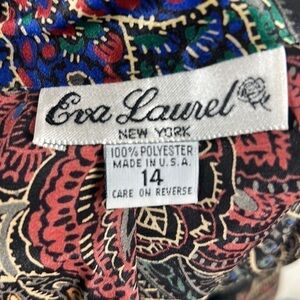 Eva Laurel
NEW YORK
100% POLYESTER
MADE IN U.S.A.
14
CARE ON REVERSE